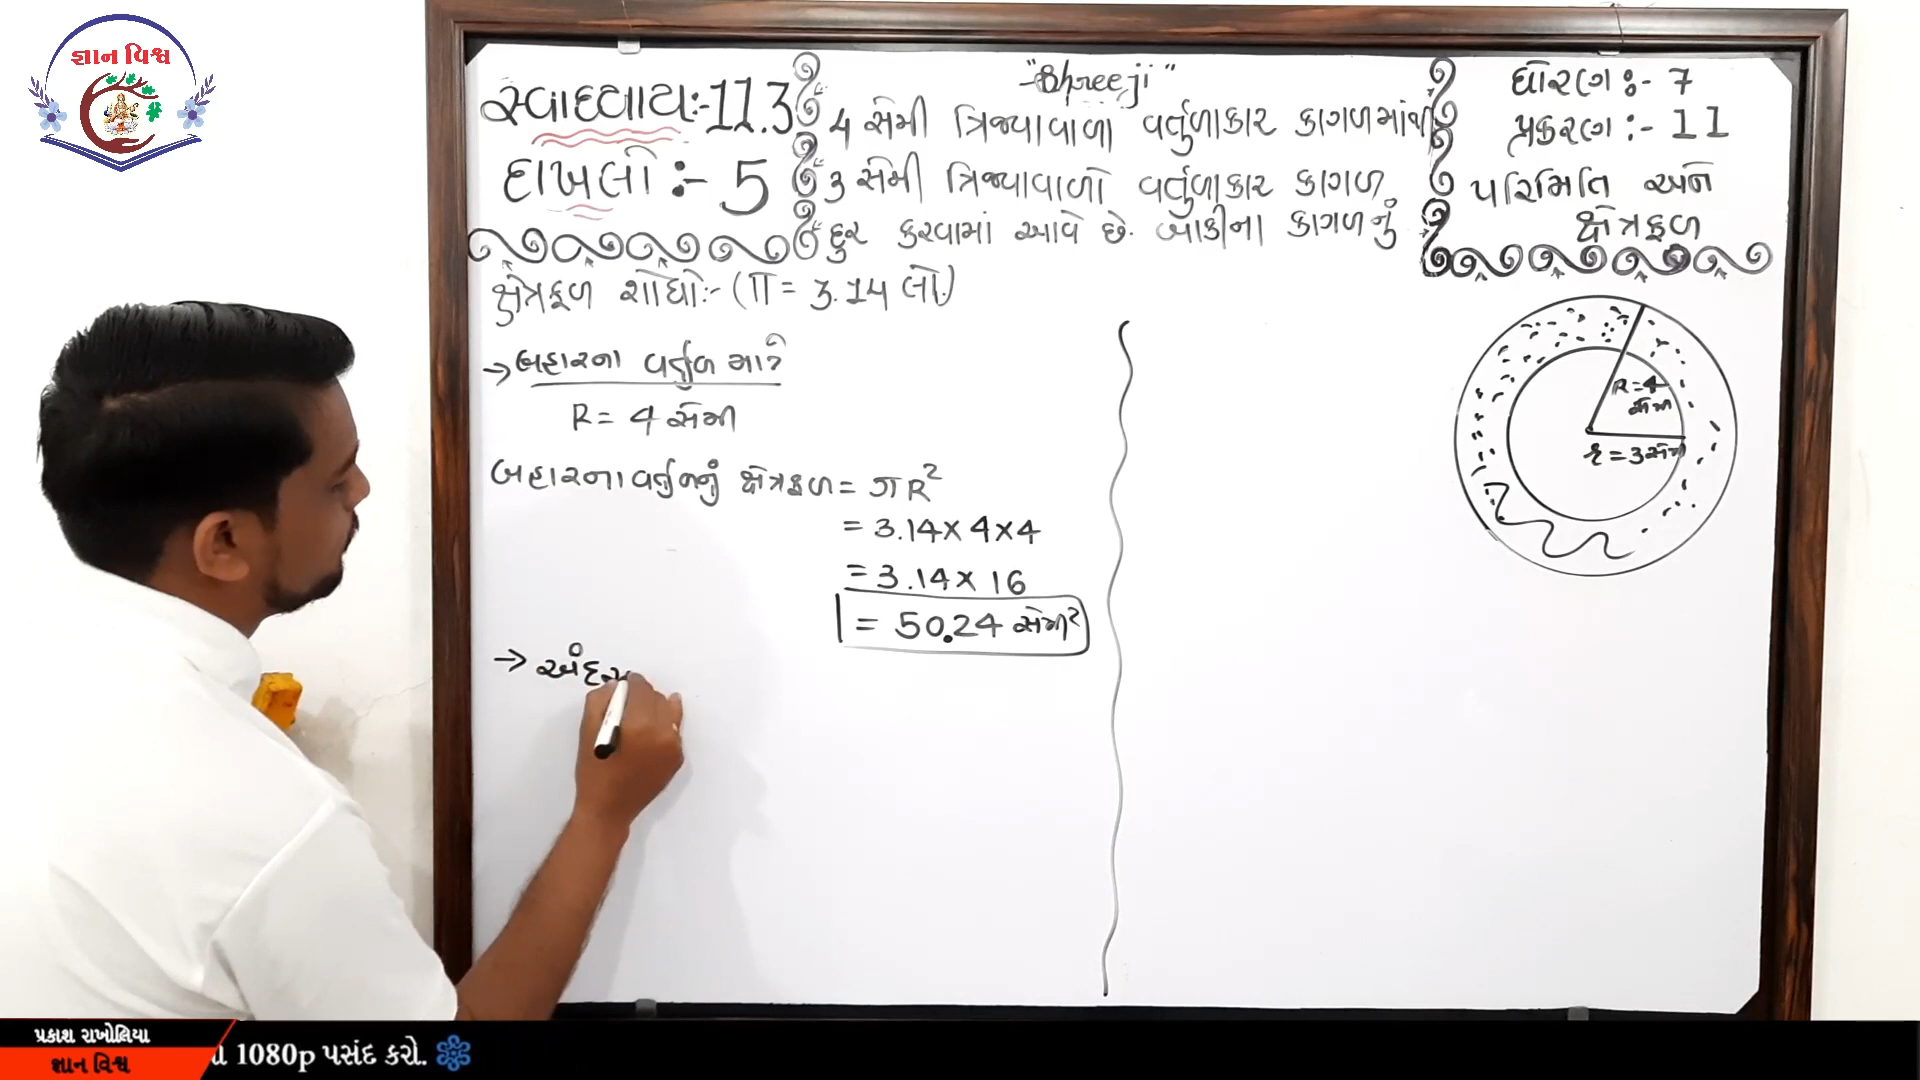 જ્ઞાન વિશ્વ
"Shreeji"
સ્વાધ્યાયઃ-11.3
દાખલો :- 5
4 સેમી ત્રિજ્યાવાળા વર્તુળાકાર કાગળમાંથી
3 સેમી ત્રિજ્યાવાળો વર્તુળાકાર કાગળ
દુર કરવામાં આવે છે. બાકીના કાગળનું
ક્ષેત્રફળ શોધોઃ- (π = 3.14 લો.)
ધોરણ :- 7
પ્રકરણ :- 11
પરિમિતિ અને
ક્ષેત્રફળ
→ બહારના વર્તુળ માટે
R = 4 સેમી
બહારના વર્તુળનું ક્ષેત્રફળ = πR²
= 3.14 × 4 × 4
= 3.14 × 16
= 50.24 સેમી²
→ અંદર
R = 4
સેમી
r = 3 સેમી
પ્રકાશ રાખોલિયા
જ્ઞાન વિશ્વ
1080p પસંદ કરો.